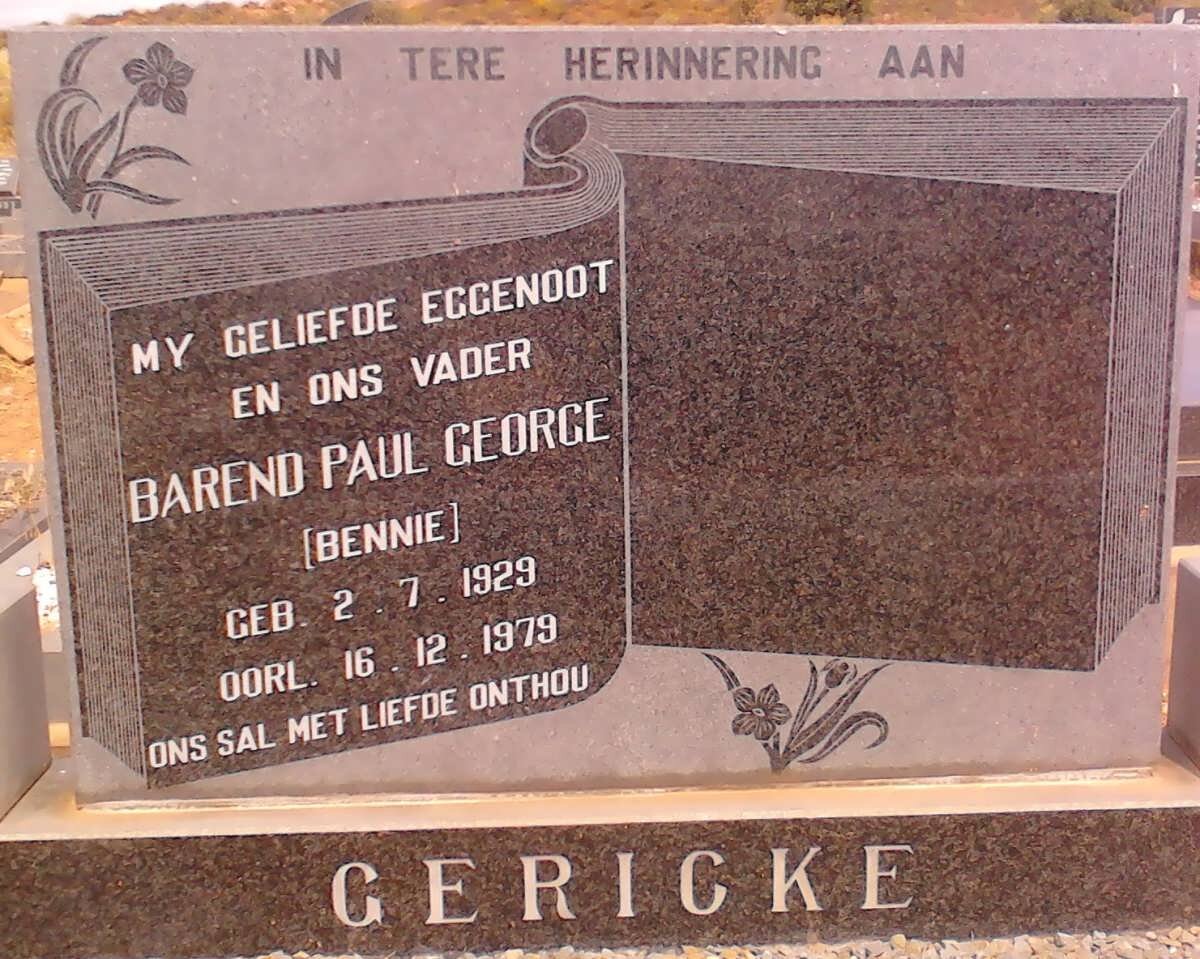 IN TERE HERINNERING AAN
MY GELIEFDE EGGENOOT
EN ONS VADER
BAREND PAUL GEORGE
[BENNIE]
GEB. 2.7.1929
OORL. 16.12.1979
ONS SAL MET LIEFDE ONTHOU
GERICKE